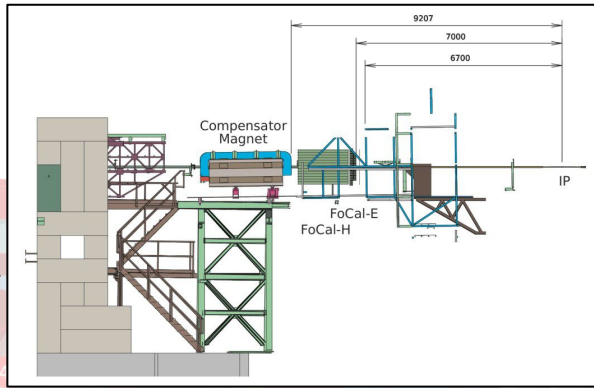 9207
7000
6700
Compensator
Magnet
IP
FoCal-E
FoCal-H